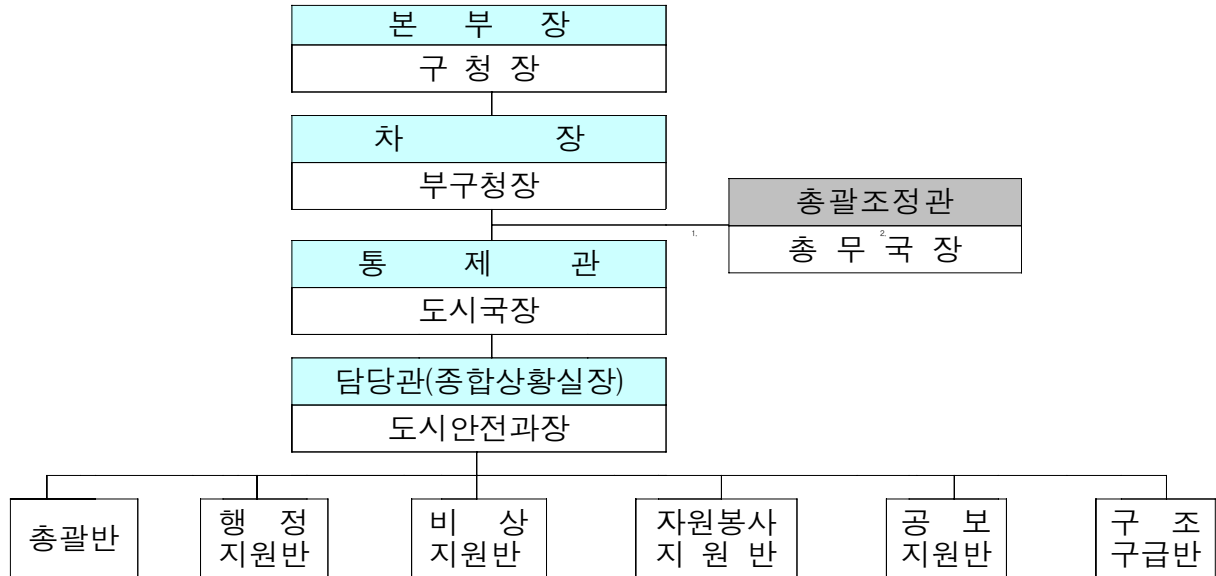 본 부 장
구 청 장
차 장
부구청장
총괄조정관
1.
총 무 2. 국 장
통 제 관
도시국장
담당관(종합상황실장)
도시안전과장
총괄반
행 정
지원반
비 상
지원반
자원봉사
지 원 반
공 보
지원반
구 조
구급반